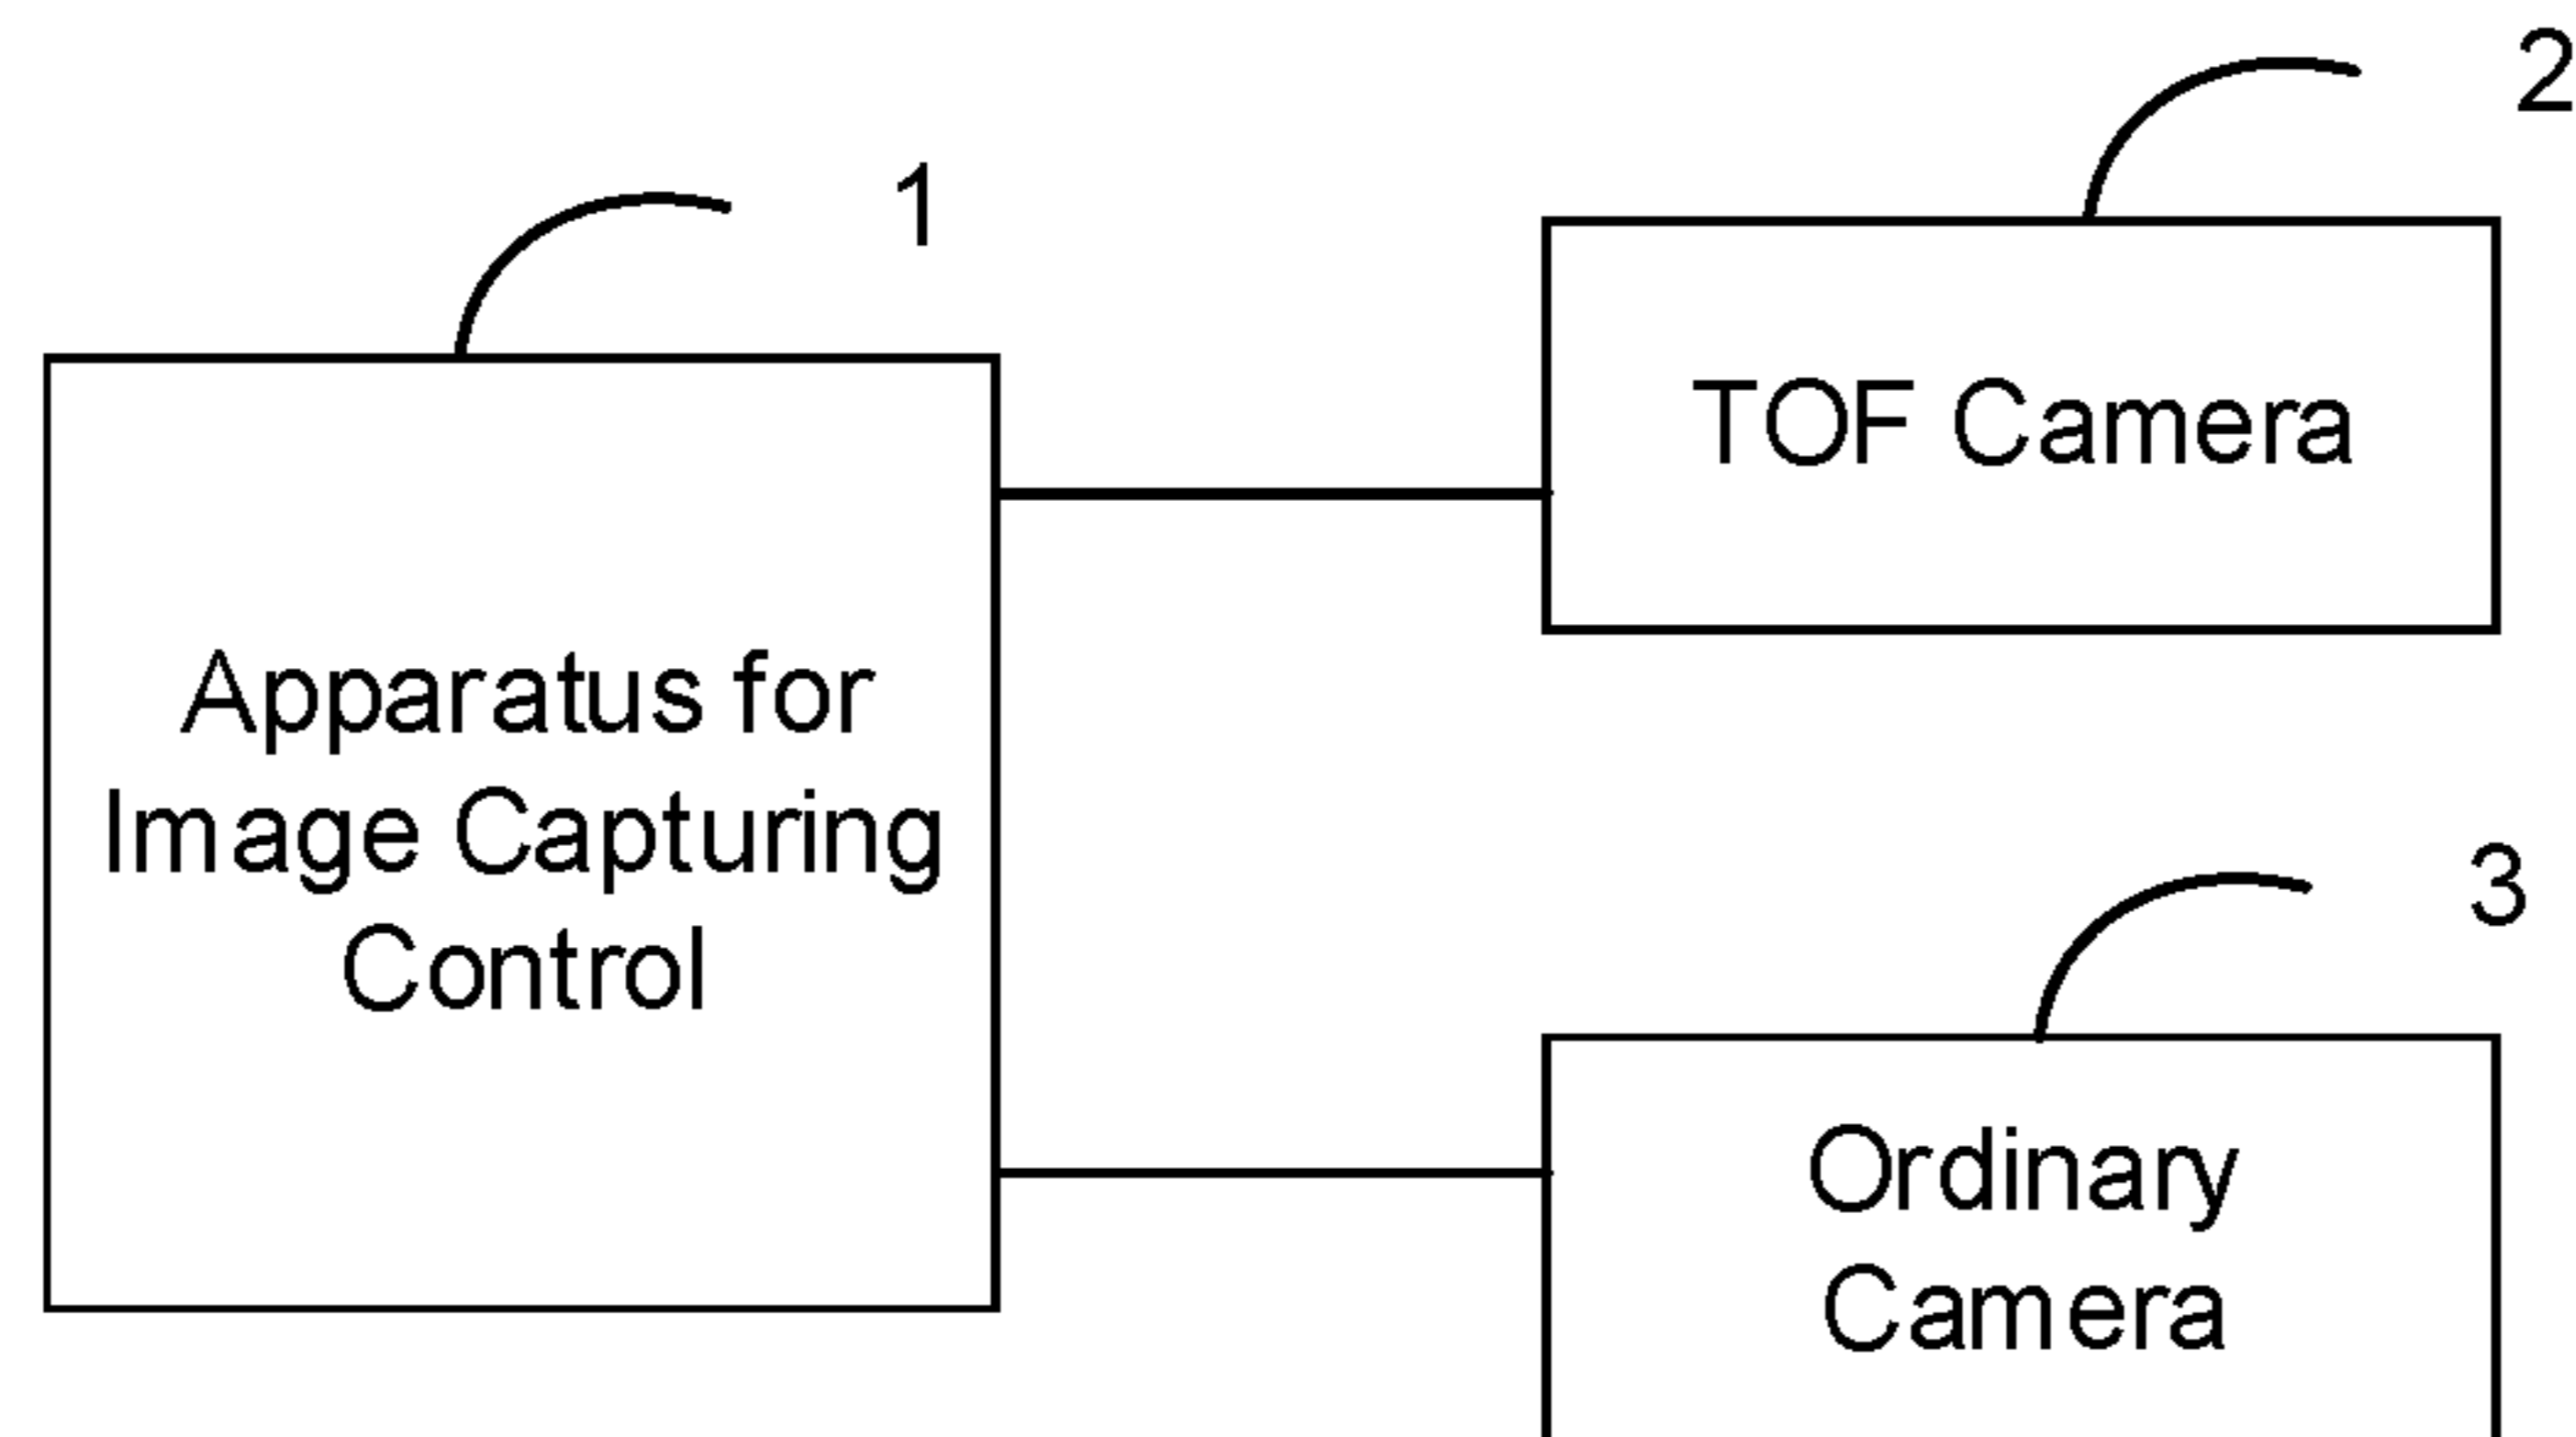 1
Apparatus for
Image Capturing
Control
2
TOF Camera
3
Ordinary
Camera